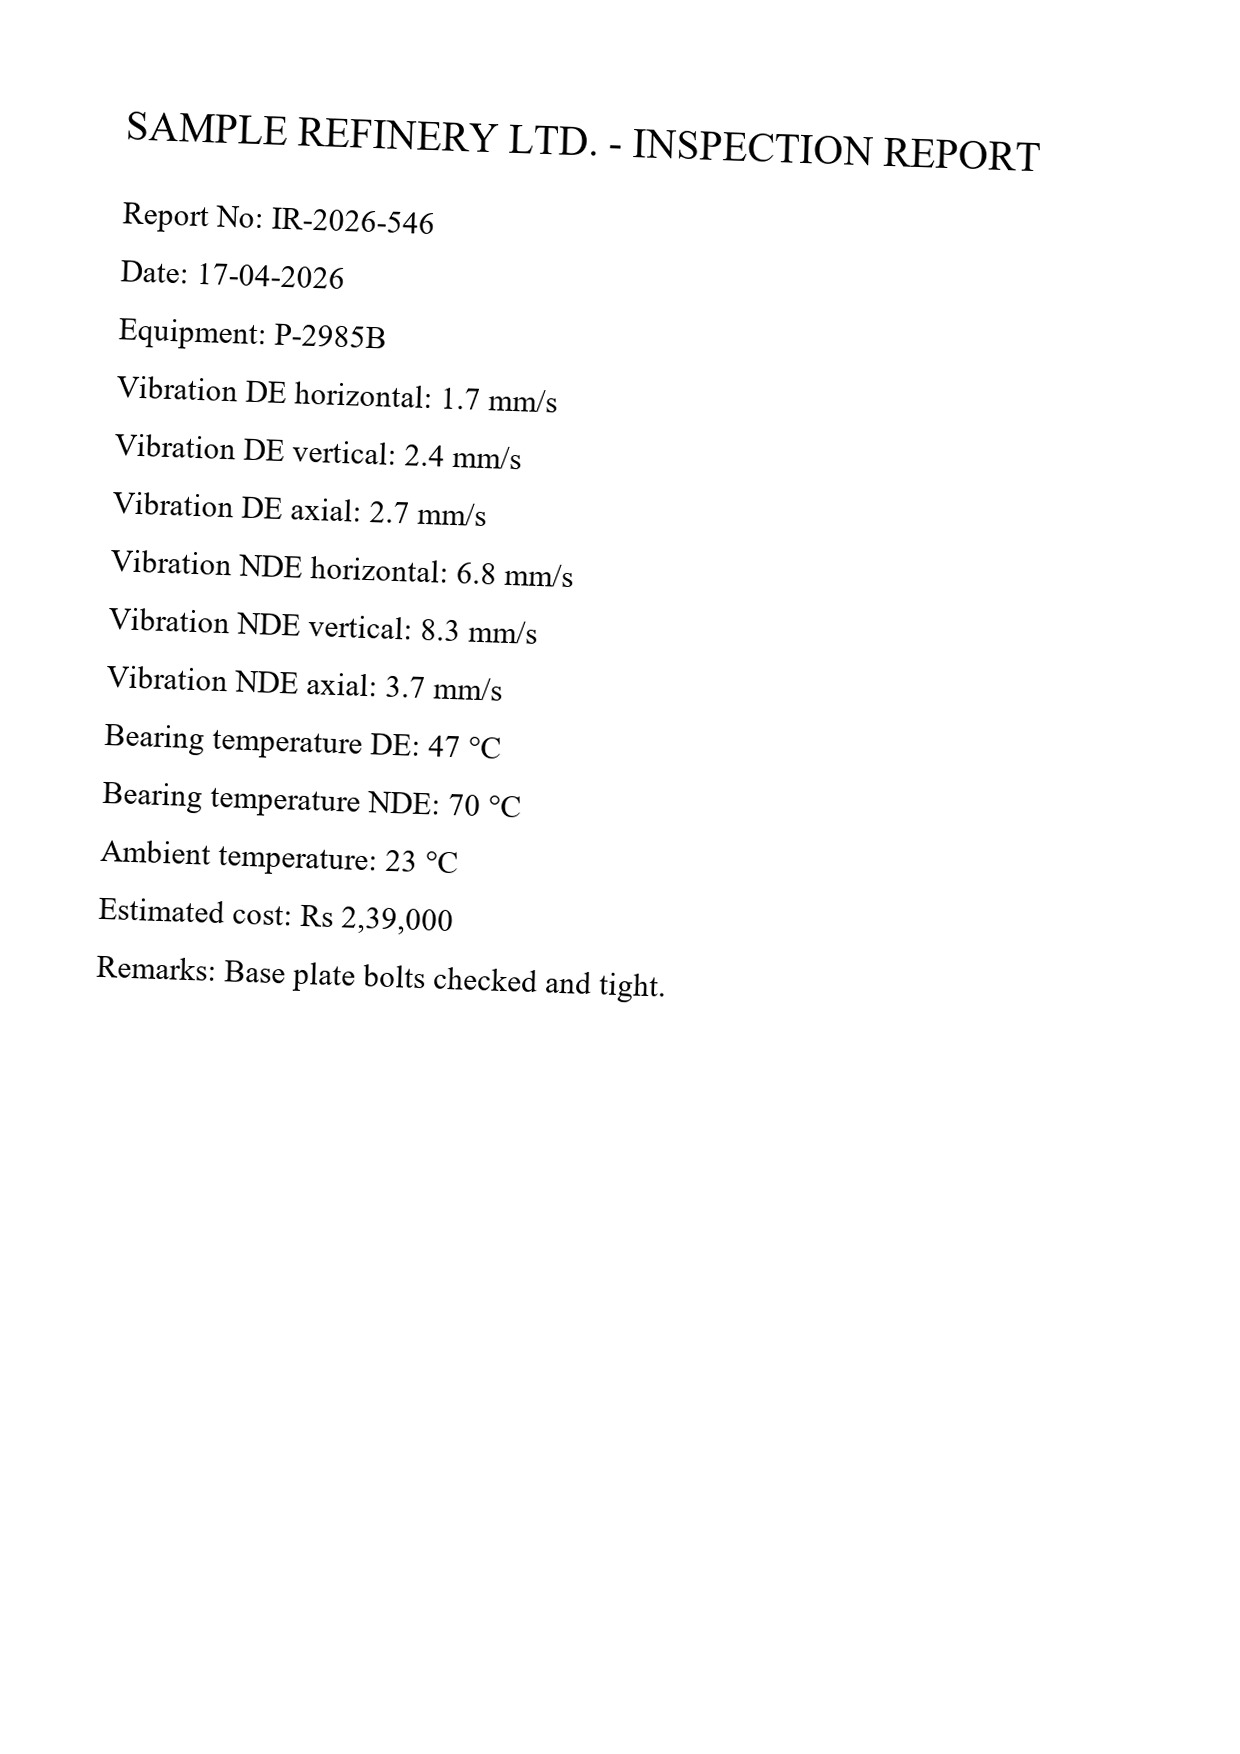 SAMPLE REFINERY LTD. - INSPECTION REPORT
Report No: IR-2026-546
Date: 17-04-2026
Equipment: P-2985B
Vibration DE horizontal: 1.7 mm/s
Vibration DE vertical: 2.4 mm/s
Vibration DE axial: 2.7 mm/s
Vibration NDE horizontal: 6.8 mm/s
Vibration NDE vertical: 8.3 mm/s
Vibration NDE axial: 3.7 mm/s
Bearing temperature DE: 47 °C
Bearing temperature NDE: 70 °C
Ambient temperature: 23 °C
Estimated cost: Rs 2,39,000
Remarks: Base plate bolts checked and tight.